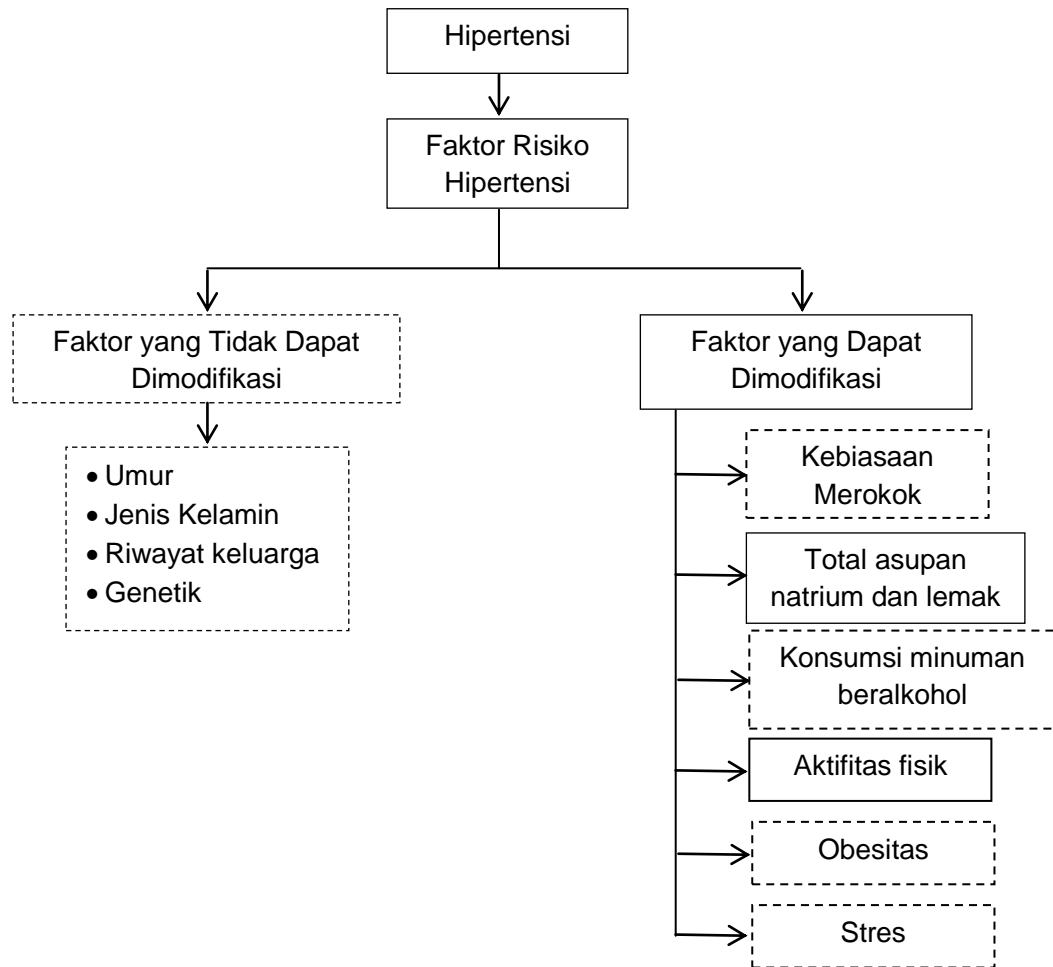 Hipertensi
Faktor Risiko
Hipertensi
Faktor yang Tidak Dapat
Dimodifikasi
• Umur
• Jenis Kelamin
• Riwayat keluarga
• Genetik
Faktor yang Dapat
Dimodifikasi
Kebiasaan
Merokok
Total asupan
natrium dan lemak
Konsumsi minuman
beralkohol
Aktifitas fisik
Obesitas
Stres